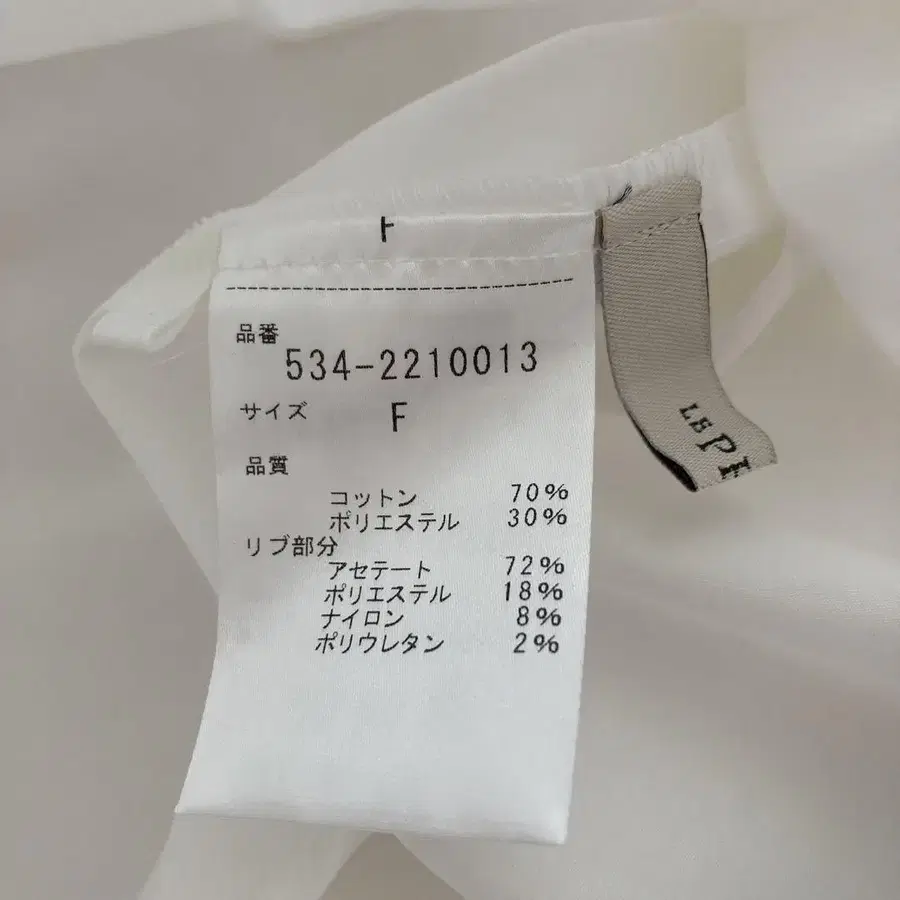 F
品番
534-2210013
サイズ F
品質
コットン 70%
ポリエステル 30%
リブ部分
アセテート 72%
ポリエステル 18%
ナイロン 8%
ポリウレタン 2%
LE